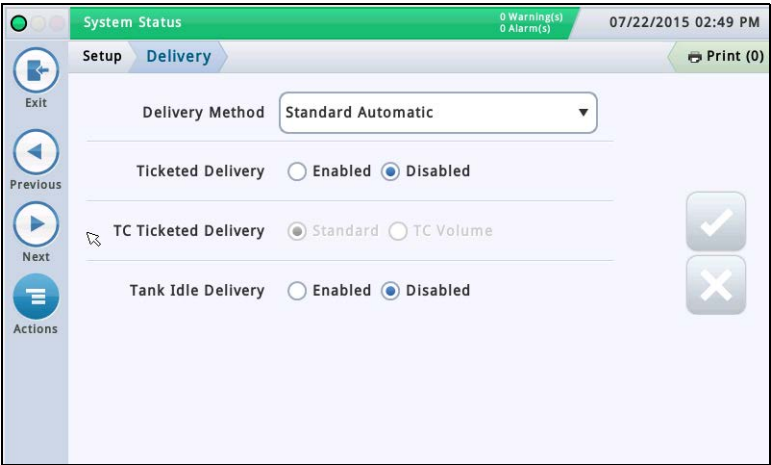 System Status
0 Warning(s)
0 Alarm(s)
07/22/2015 02:49 PM
Setup Delivery Print (0)
Exit
Delivery Method Standard Automatic
Previous
Ticketed Delivery Enabled Disabled
Next
TC Ticketed Delivery Standard TC Volume
Actions
Tank Idle Delivery Enabled Disabled